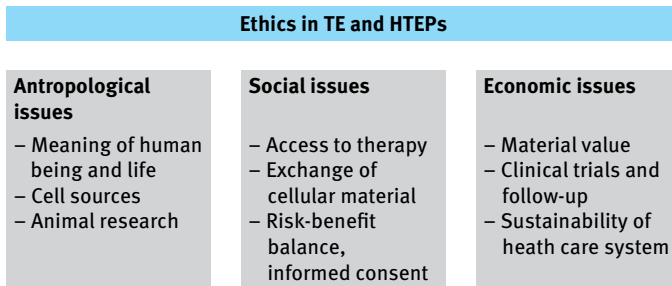 Ethics in TE and HTEPs
Antropological
issues
– Meaning of human
being and life
– Cell sources
– Animal research
Social issues
– Access to therapy
– Exchange of
cellular material
– Risk-benefit
balance,
informed consent
Economic issues
– Material value
– Clinical trials and
follow-up
– Sustainability of
heath care system